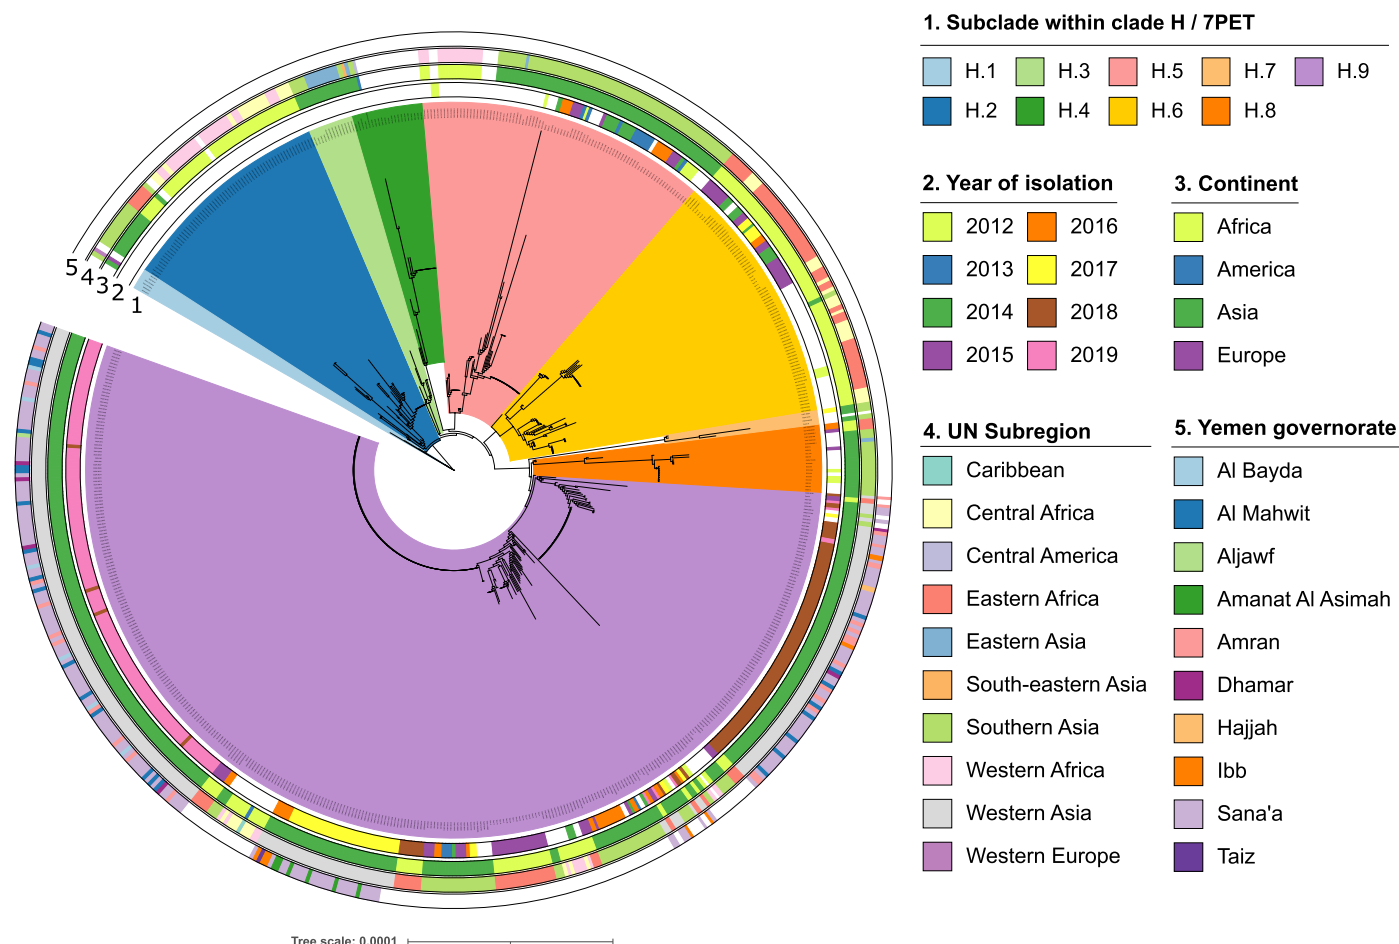 1. Subclade within clade H / 7PET
H.1 H.3 H.5 H.7 H.9
H.2 H.4 H.6 H.8
2. Year of isolation
2012 2016
2013 2017
2014 2018
2015 2019
3. Continent
Africa
America
Asia
Europe
4. UN Subregion
Caribbean
Central Africa
Central America
Eastern Africa
Eastern Asia
South-eastern Asia
Southern Asia
Western Africa
Western Asia
Western Europe
5. Yemen governorate
Al Bayda
Al Mahwit
Aljawf
Amanat Al Asimah
Amran
Dhamar
Hajjah
Ibb
Sana'a
Taiz
5 4 3 2 1
Tree scale: 0.0001